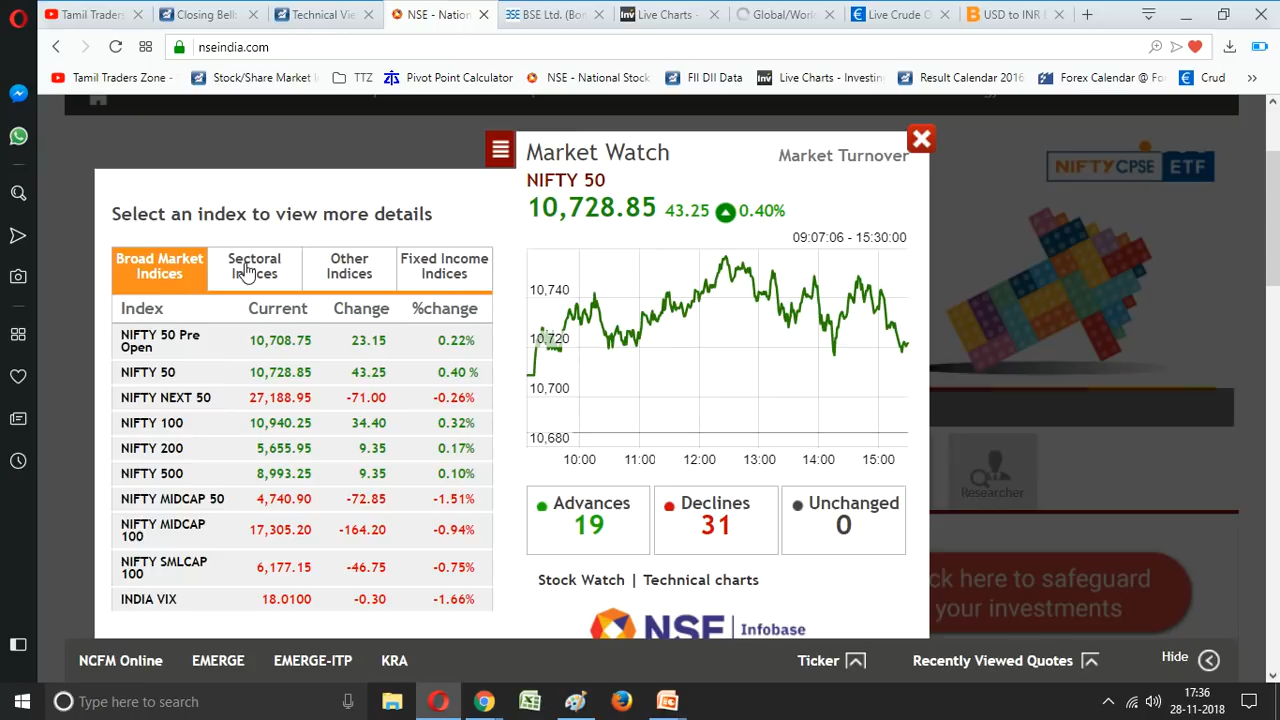 Tamil Traders
Closing Bell
Technical Vie
NSE - Nation
BSE Ltd. (Bom
Live Charts -
Global/Work
Live Crude O
USD to INR
nseindia.com
Tamil Traders Zone -
Stock/Share Market I
TTZ
Pivot Point Calculator
NSE - National Stock
FII DII Data
Live Charts - Investing
Result Calendar 2016
Forex Calendar @ Fo
Crud
Market Watch
Market Turnover
NIFTY 50
10,728.85 43.25 0.40%
09:07:06 - 15:30:00
Select an index to view more details
Broad Market Indices
Sectoral Indices
Other Indices
Fixed Income Indices
Index Current Change %change
NIFTY 50 Pre Open 10,708.75 23.15 0.22%
NIFTY 50 10,728.85 43.25 0.40 %
NIFTY NEXT 50 27,188.95 -71.00 -0.26%
NIFTY 100 10,940.25 34.40 0.32%
NIFTY 200 5,655.95 9.35 0.17%
NIFTY 500 8,993.25 9.35 0.10%
NIFTY MIDCAP 50 4,740.90 -72.85 -1.51%
NIFTY MIDCAP 100 17,305.20 -164.20 -0.94%
NIFTY SMLCAP 100 6,177.15 -46.75 -0.75%
INDIA VIX 18.0100 -0.30 -1.66%
10,740
10,720
10,700
10,680
10:00 11:00 12:00 13:00 14:00 15:00
Advances
19
Declines
31
Unchanged
0
Stock Watch | Technical charts
NSE | Infobase
NIFTY CPSE ETF
Researcher
ck here to safeguard
your investments
NCFM Online
EMERGE
EMERGE-ITP
KRA
Ticker
Recently Viewed Quotes
Hide
Type here to search
17:36
28-11-2018